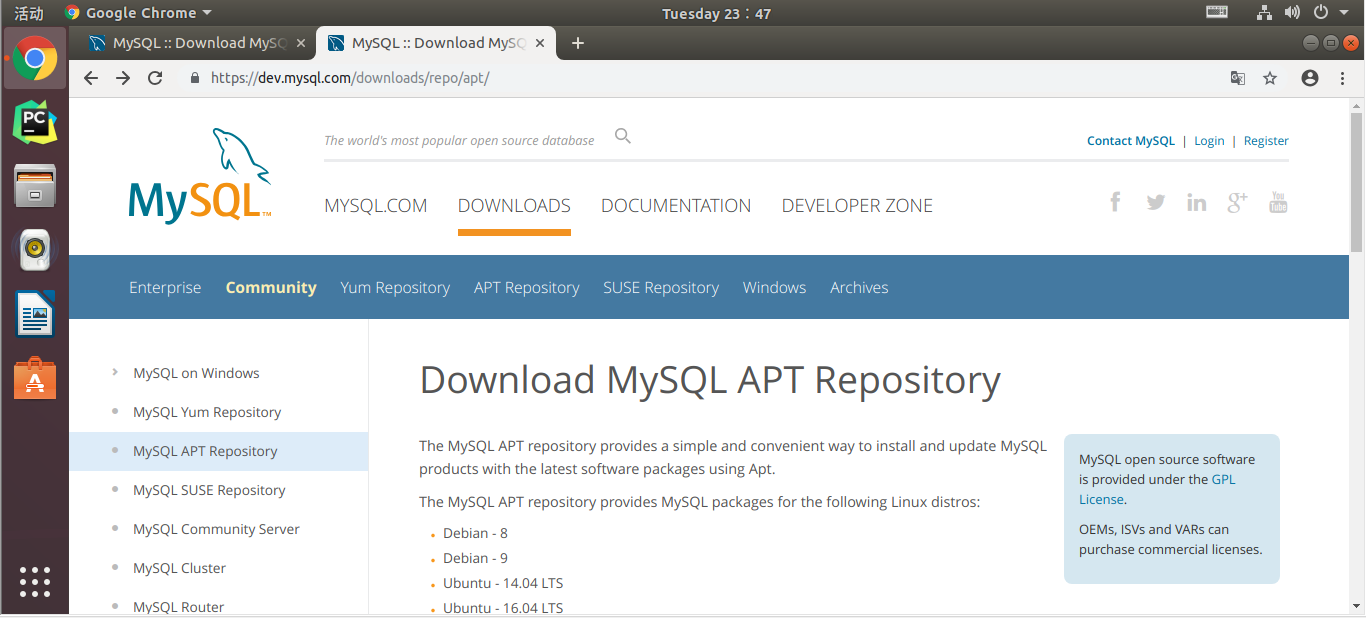 活动 Google Chrome Tuesday 23:47
MySQL :: Download MySQ MySQL :: Download MySQ
https://dev.mysql.com/downloads/repo/apt/
PC
MySQL™
The world's most popular open source database
Contact MySQL | Login | Register
MYSQL.COM DOWNLOADS DOCUMENTATION DEVELOPER ZONE
f in g+ You Tube
Enterprise Community Yum Repository APT Repository SUSE Repository Windows Archives
MySQL on Windows
MySQL Yum Repository
MySQL APT Repository
MySQL SUSE Repository
MySQL Community Server
MySQL Cluster
MySQL Router
Download MySQL APT Repository
The MySQL APT repository provides a simple and convenient way to install and update MySQL
products with the latest software packages using Apt.
The MySQL APT repository provides MySQL packages for the following Linux distros:
Debian - 8
Debian - 9
Ubuntu - 14.04 LTS
Ubuntu - 16.04 LTS
MySQL open source software
is provided under the GPL
License.
OEMs, ISVs and VARs can
purchase commercial licenses.